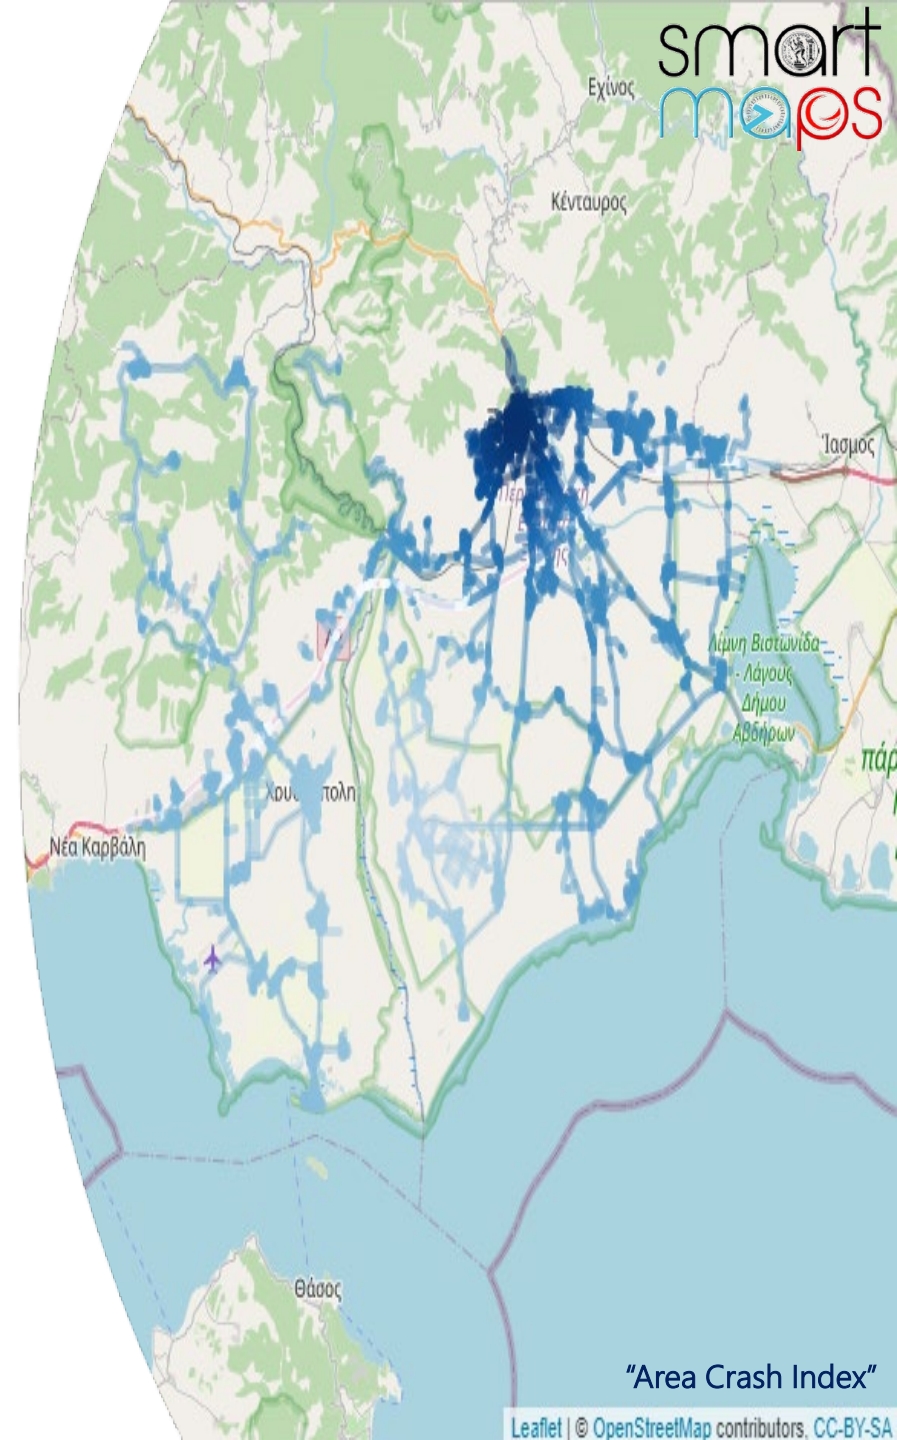 smart
maps
Εχίνος
Κένταυρος
Ίασμος
Λίμνη Βιστωνίδα
- Λάγους
Δήμου
Αβδήρων
Νέα Καρβάλη
Θάσος
"Area Crash Index"
Leaflet | © OpenStreetMap contributors, CC-BY-SA